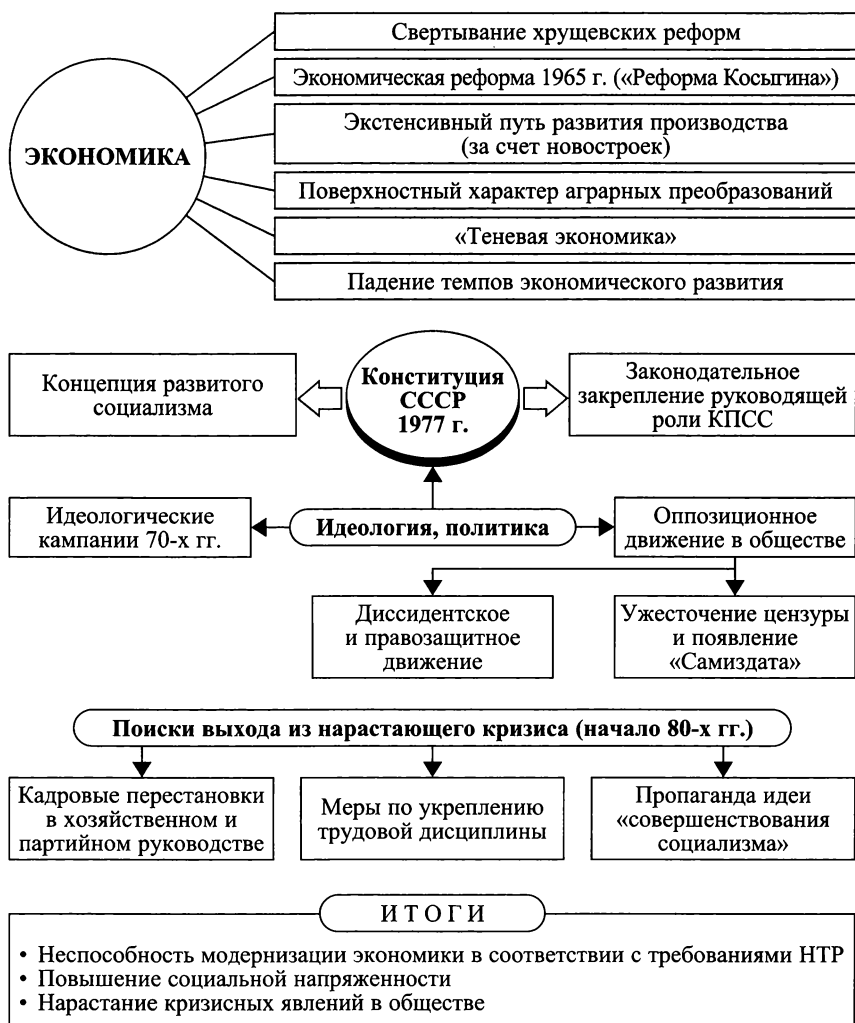 Свертывание хрущевских реформ
Экономическая реформа 1965 г. («Реформа Косыгина»)
ЭКОНОМИКА
Экстенсивный путь развития производства
(за счет новостроек)
Поверхностный характер аграрных преобразований
«Теневая экономика»
Падение темпов экономического развития
Концепция развитого
социализма
Конституция
СССР
1977 г.
Законодательное
закрепление руководящей
роли КПСС
Идеологические
кампании 70-х гг.
Идеология, политика
Оппозиционное
движение в обществе
Диссидентское
и правозащитное
движение
Ужесточение цензуры
и появление
«Самиздата»
Поиски выхода из нарастающего кризиса (начало 80-х гг.)
Кадровые перестановки
в хозяйственном и
партийном руководстве
Меры по укреплению
трудовой дисциплины
Пропаганда идеи
«совершенствования
социализма»
ИТОГИ
• Неспособность модернизации экономики в соответствии с требованиями НТР
• Повышение социальной напряженности
• Нарастание кризисных явлений в обществе